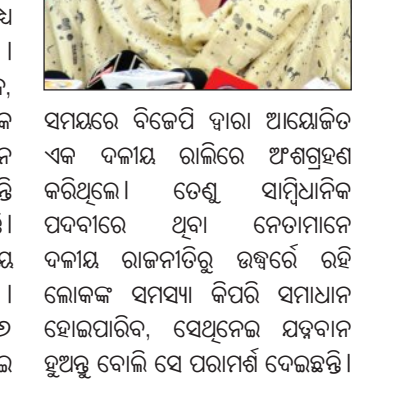 ସମୟରେ ବିଜେପି ଦ୍ୱାରା ଆୟୋଜିତ
ଏକ ଦଳୀୟ ରାଲିରେ ଅଂଶଗ୍ରହଣ
କରିଥିଲେ। ତେଣୁ ସାମ୍ବିଧାନିକ
ପଦବୀରେ ଥିବା ନେତାମାନେ
ଦଳୀୟ ରାଜନୀତିରୁ ଉଦ୍ଧ୍ୱର୍ରେ ରହି
ଲୋକଙ୍କ ସମସ୍ୟା କିପରି ସମାଧାନ
ହୋଇପାରିବ, ସେଥିନେଇ ଯତ୍ନବାନ
ହୁଅନ୍ତୁ ବୋଲି ସେ ପରାମର୍ଶ ଦେଇଛନ୍ତି।